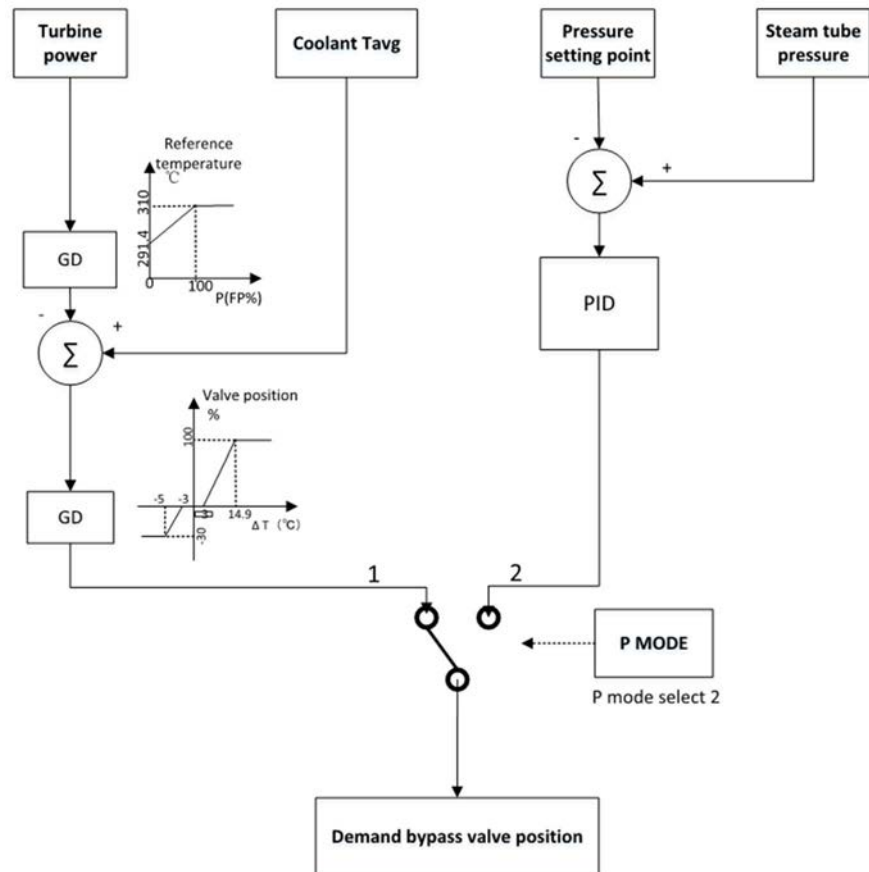 Turbine
power
Coolant Tavg
Pressure
setting point
Steam tube
pressure
Reference
temperature
℃
310
291.4
0
100
P(FP%)
GD
-
+
∑
-
+
∑
PID
Valve position
%
100
-5
-3
3
14.9
ΔT (℃)
-30
GD
1
2
P MODE
P mode select 2
Demand bypass valve position